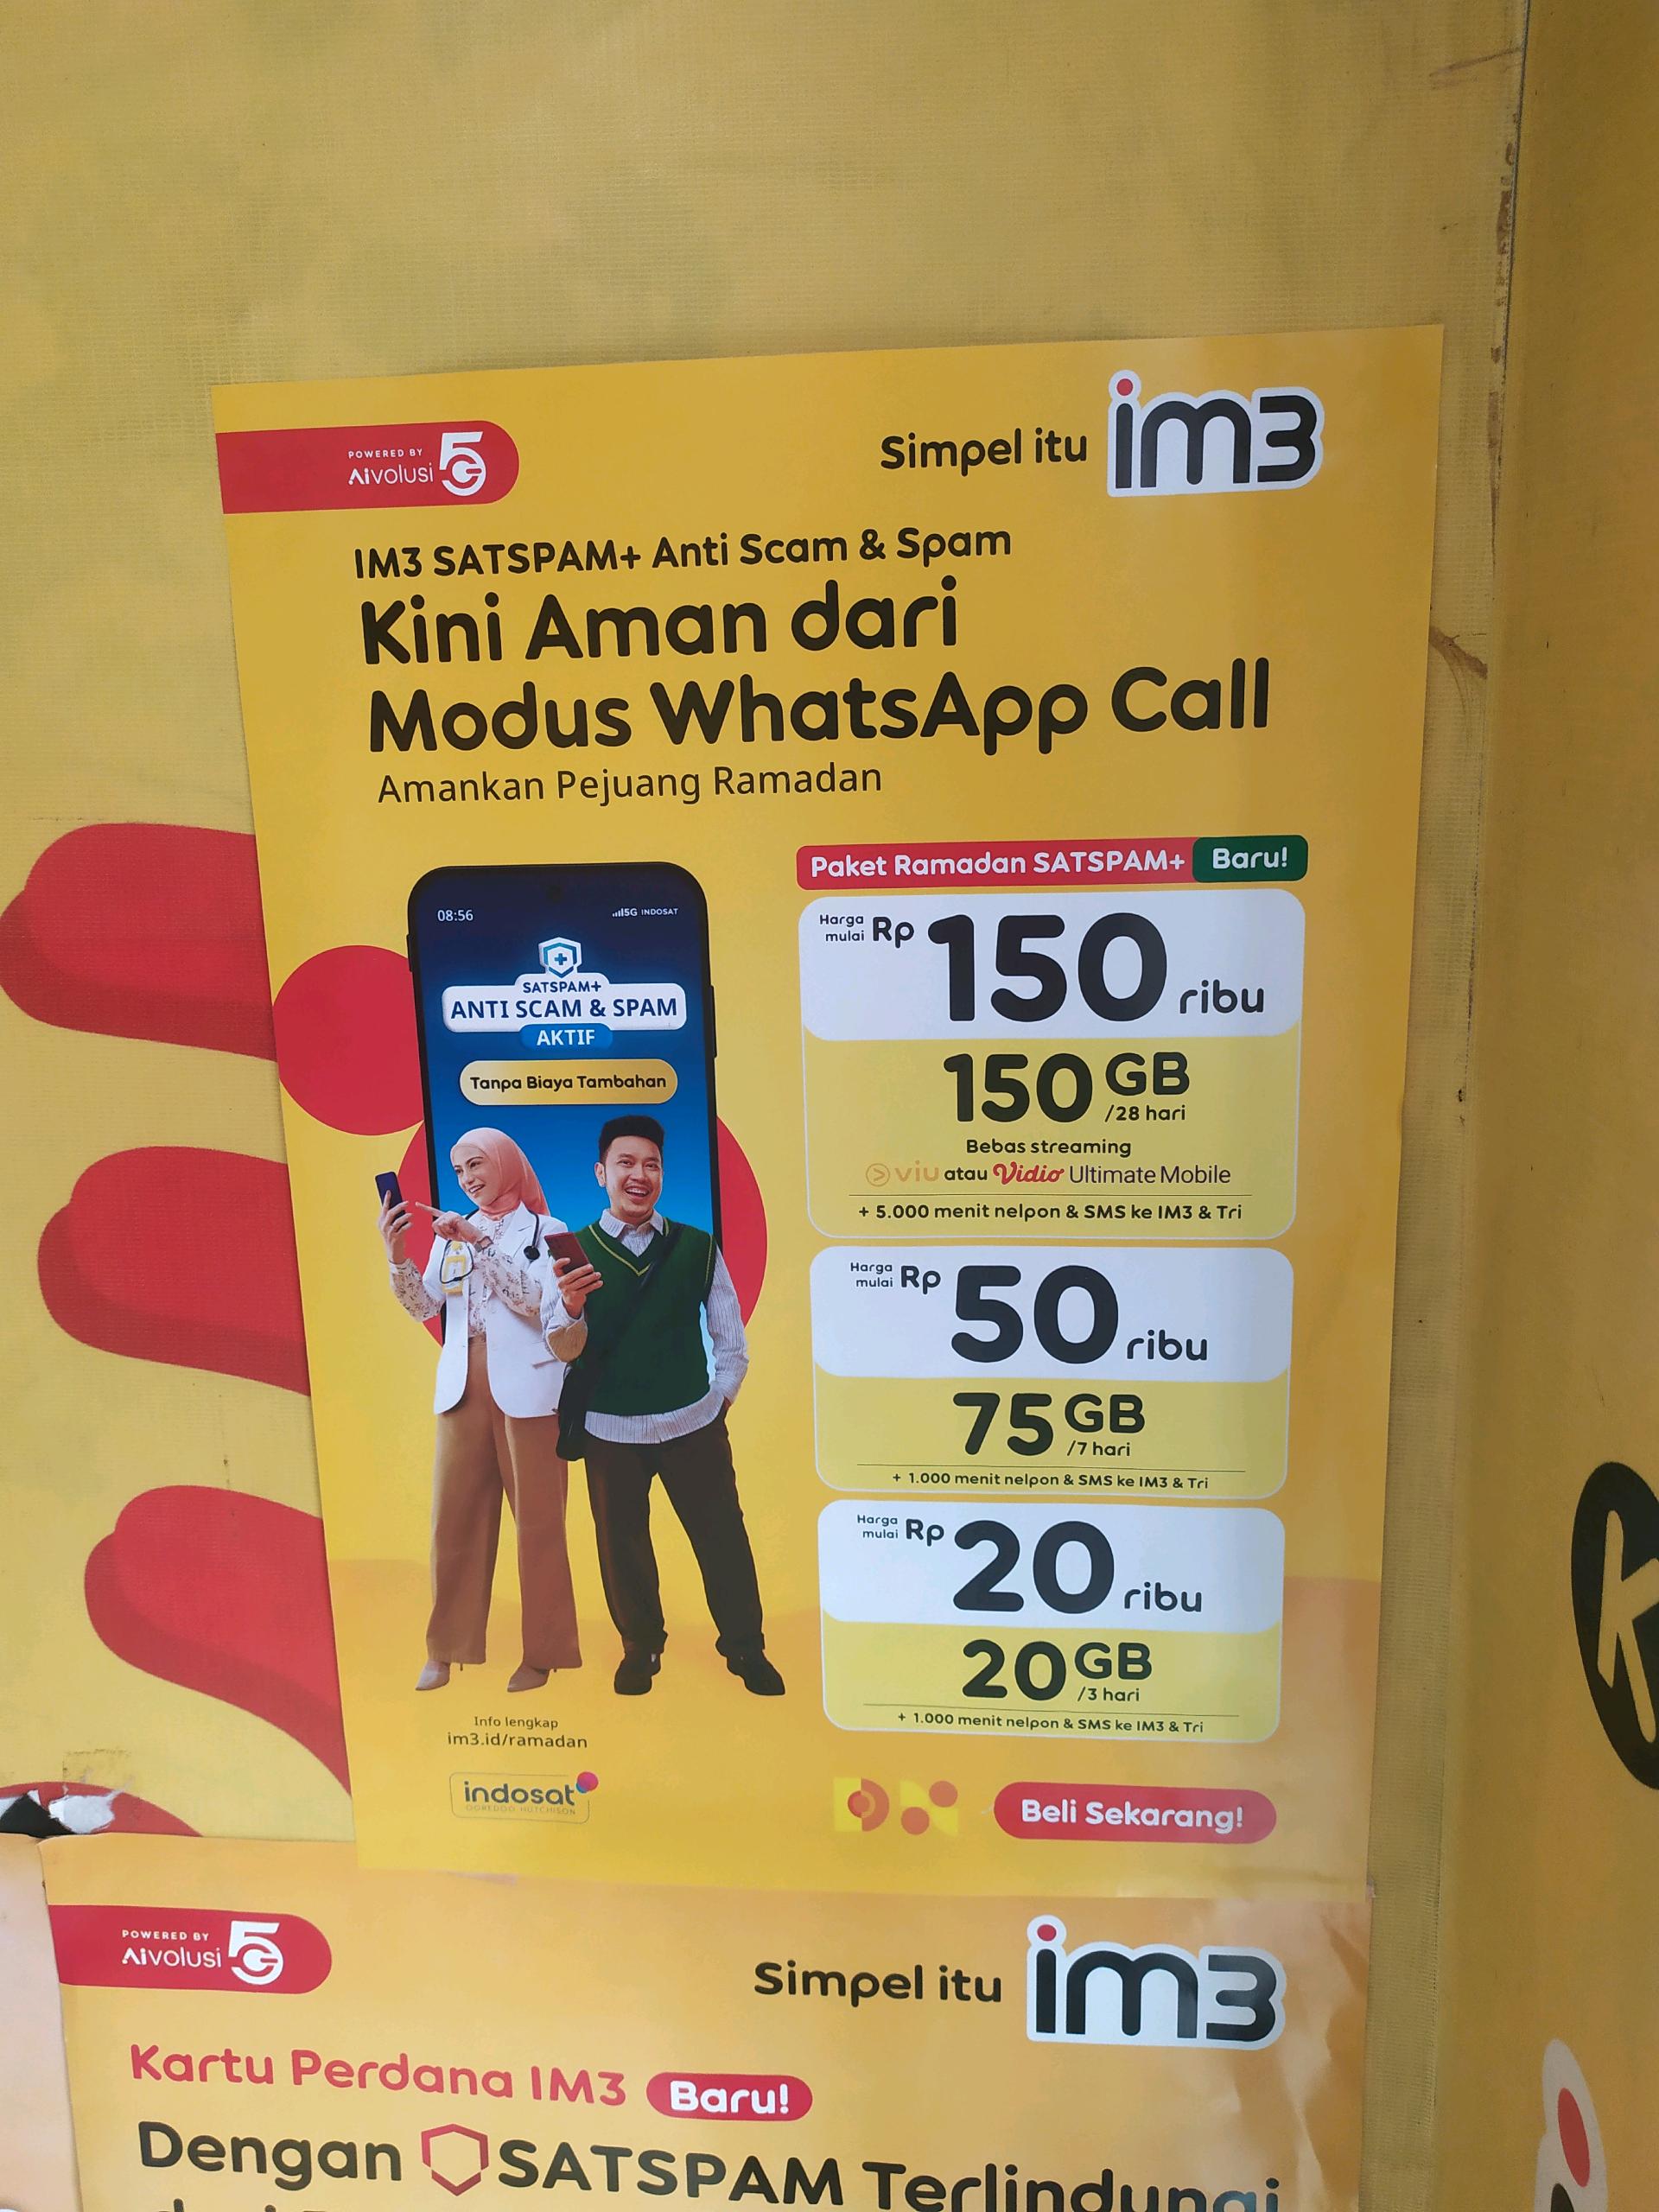 POWERED BY
Aivolusi 5G
Simpel itu im3
IM3 SATSPAM+ Anti Scam & Spam
Kini Aman dari
Modus WhatsApp Call
Amankan Pejuang Ramadan
08:56
5G INDOSAT
SATSPAM+
ANTI SCAM & SPAM
AKTIF
Tanpa Biaya Tambahan
Info lengkap
im3.id/ramadan
indosat
OOREDOO HUTCHISON
Paket Ramadan SATSPAM+ Baru!
Harga mulai Rp 150 ribu
150 GB
/28 hari
Bebas streaming
viu atau Vidio Ultimate Mobile
+ 5.000 menit nelpon & SMS ke IM3 & Tri
Harga mulai Rp 50 ribu
75 GB
/7 hari
+ 1.000 menit nelpon & SMS ke IM3 & Tri
Harga mulai Rp 20 ribu
20 GB
/3 hari
+ 1.000 menit nelpon & SMS ke IM3 & Tri
Beli Sekarang!
POWERED BY
Aivolusi 5G
Simpel itu im3
Kartu Perdana IM3 Baru!
Dengan SATSPAM Terlindungi